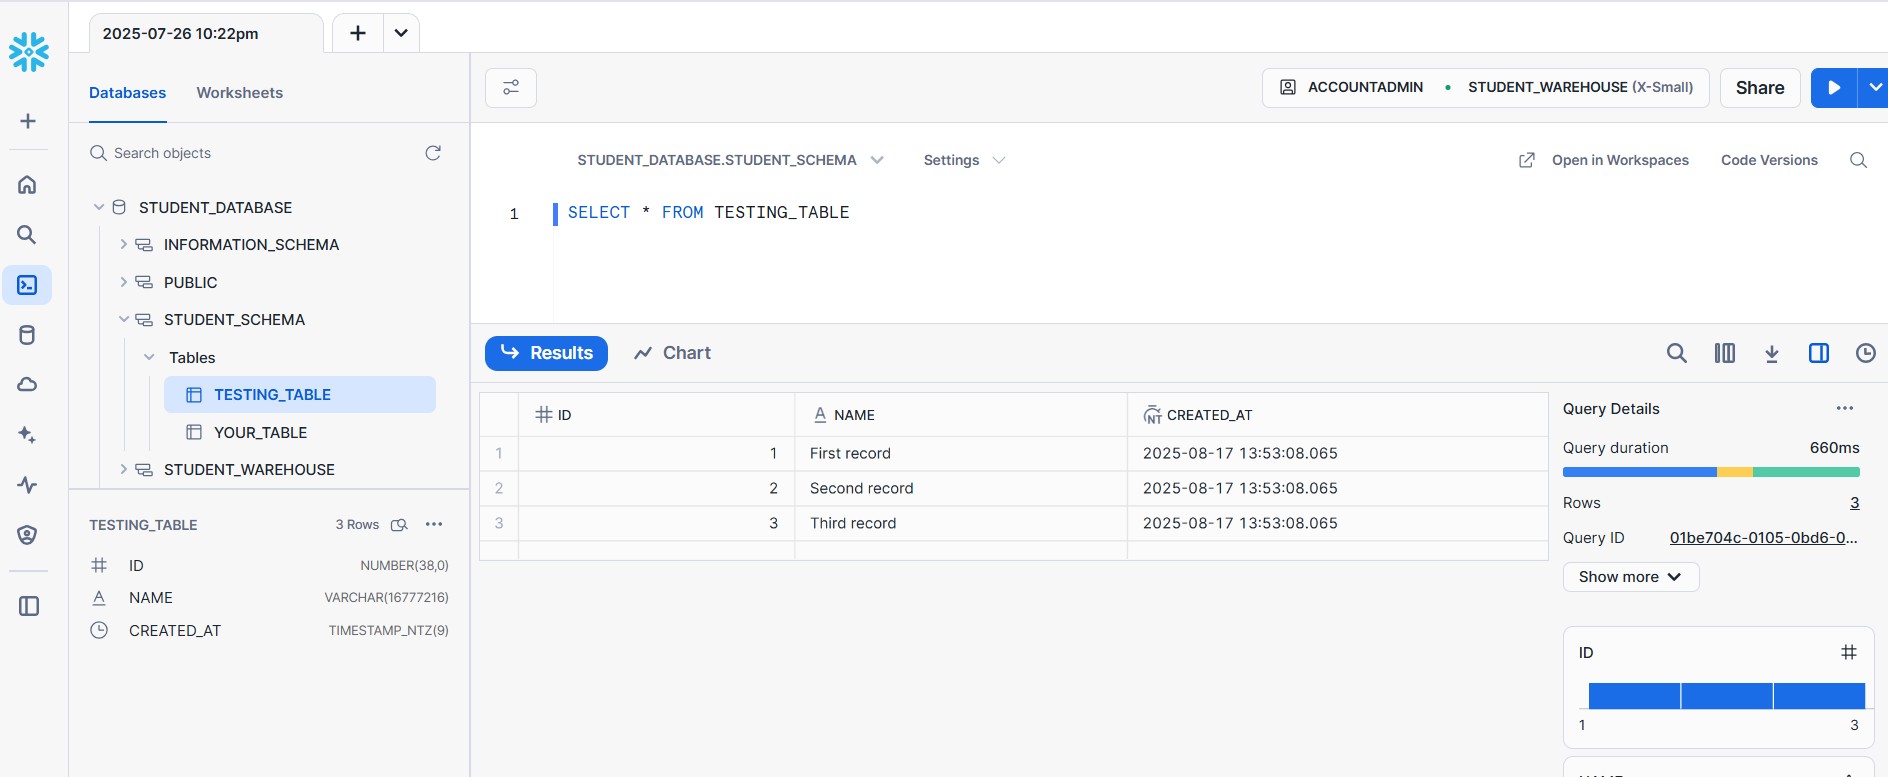 2025-07-26 10:22pm
Databases Worksheets
Search objects
STUDENT_DATABASE
INFORMATION_SCHEMA
PUBLIC
STUDENT_SCHEMA
Tables
TESTING_TABLE
YOUR_TABLE
STUDENT_WAREHOUSE
TESTING_TABLE 3 Rows
ID NUMBER(38,0)
NAME VARCHAR(16777216)
CREATED_AT TIMESTAMP_NTZ(9)
ACCOUNTADMIN • STUDENT_WAREHOUSE (X-Small) Share
STUDENT_DATABASE.STUDENT_SCHEMA Settings Open in Workspaces Code Versions
1 SELECT * FROM TESTING_TABLE
Results Chart
ID NAME NT CREATED_AT
1 1 First record 2025-08-17 13:53:08.065
2 2 Second record 2025-08-17 13:53:08.065
3 3 Third record 2025-08-17 13:53:08.065
Query Details
Query duration 660ms
Rows 3
Query ID 01be704c-0105-0bd6-0...
Show more
ID
1 3